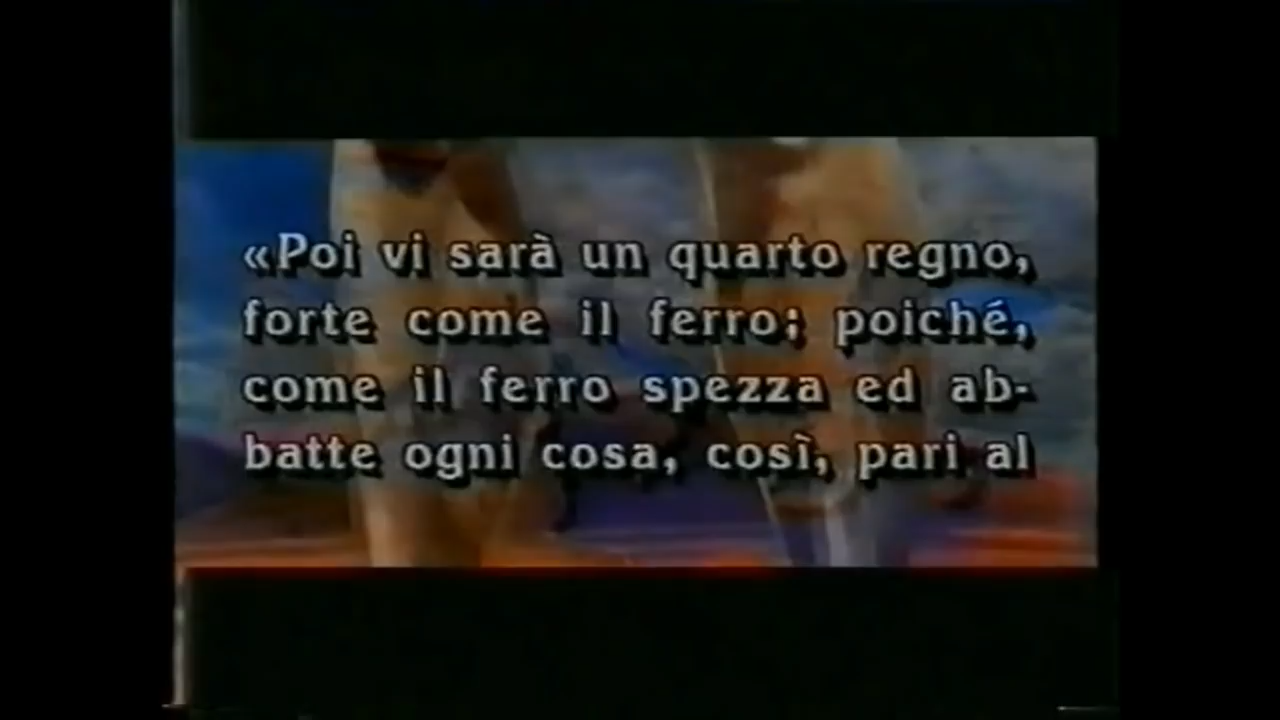 «Poi vi sarà un quarto regno,
forte come il ferro; poiché,
come il ferro spezza ed ab-
batte ogni cosa, così, pari al